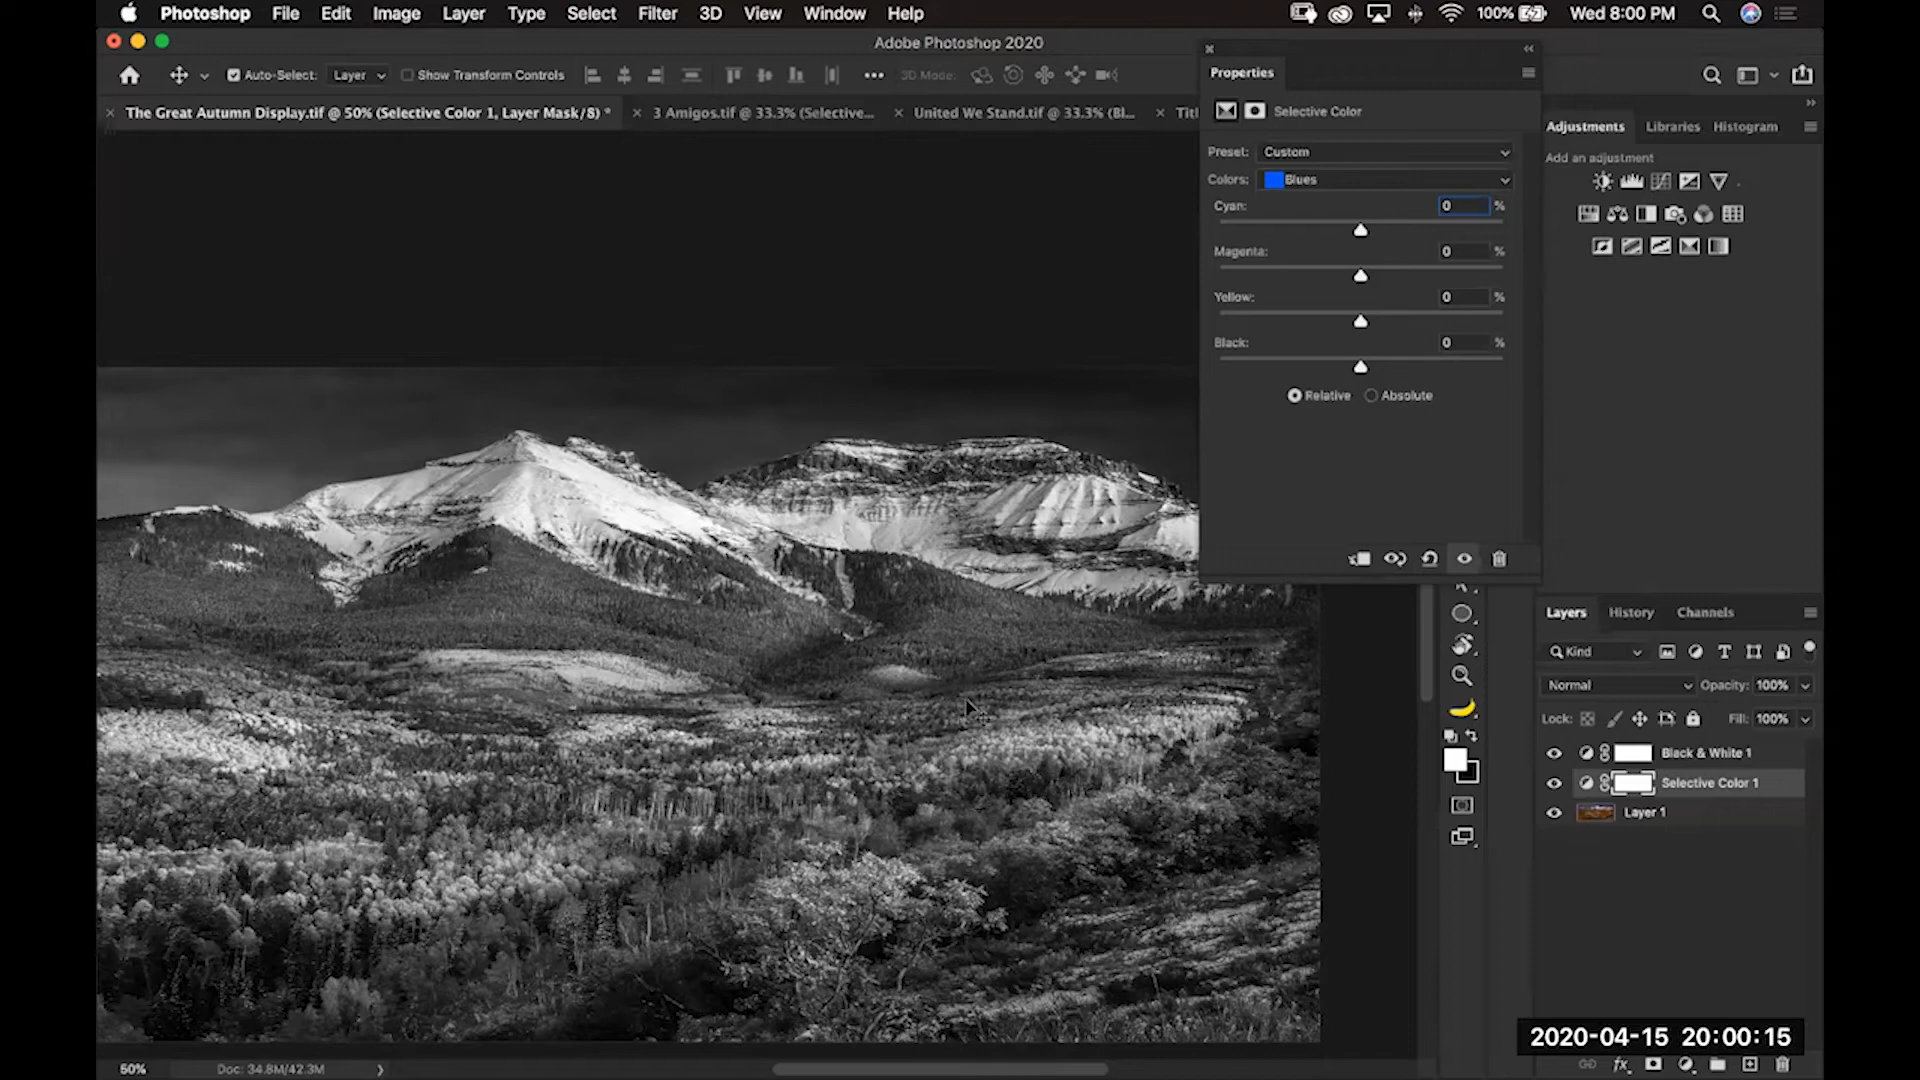 Photoshop File Edit Image Layer Type Select Filter 3D View Window Help 100% Wed 8:00 PM
Adobe Photoshop 2020
Auto-Select: Layer Show Transform Controls 3D Mode:
Properties
The Great Autumn Display.tif @ 50% (Selective Color 1, Layer Mask/8) * 3 Amigos.tif @ 33.3% (Selective... United We Stand.tif @ 33.3% (Bl... Titl
Selective Color
Preset: Custom
Colors: Blues
Cyan: 0 %
Magenta: 0 %
Yellow: 0 %
Black: 0 %
Relative Absolute
Adjustments Libraries Histogram
Add an adjustment
Layers History Channels
Kind
Normal Opacity: 100%
Lock: Fill: 100%
Black & White 1
Selective Color 1
Layer 1
2020-04-15 20:00:15
50% Doc: 34.8M/42.3M
fx